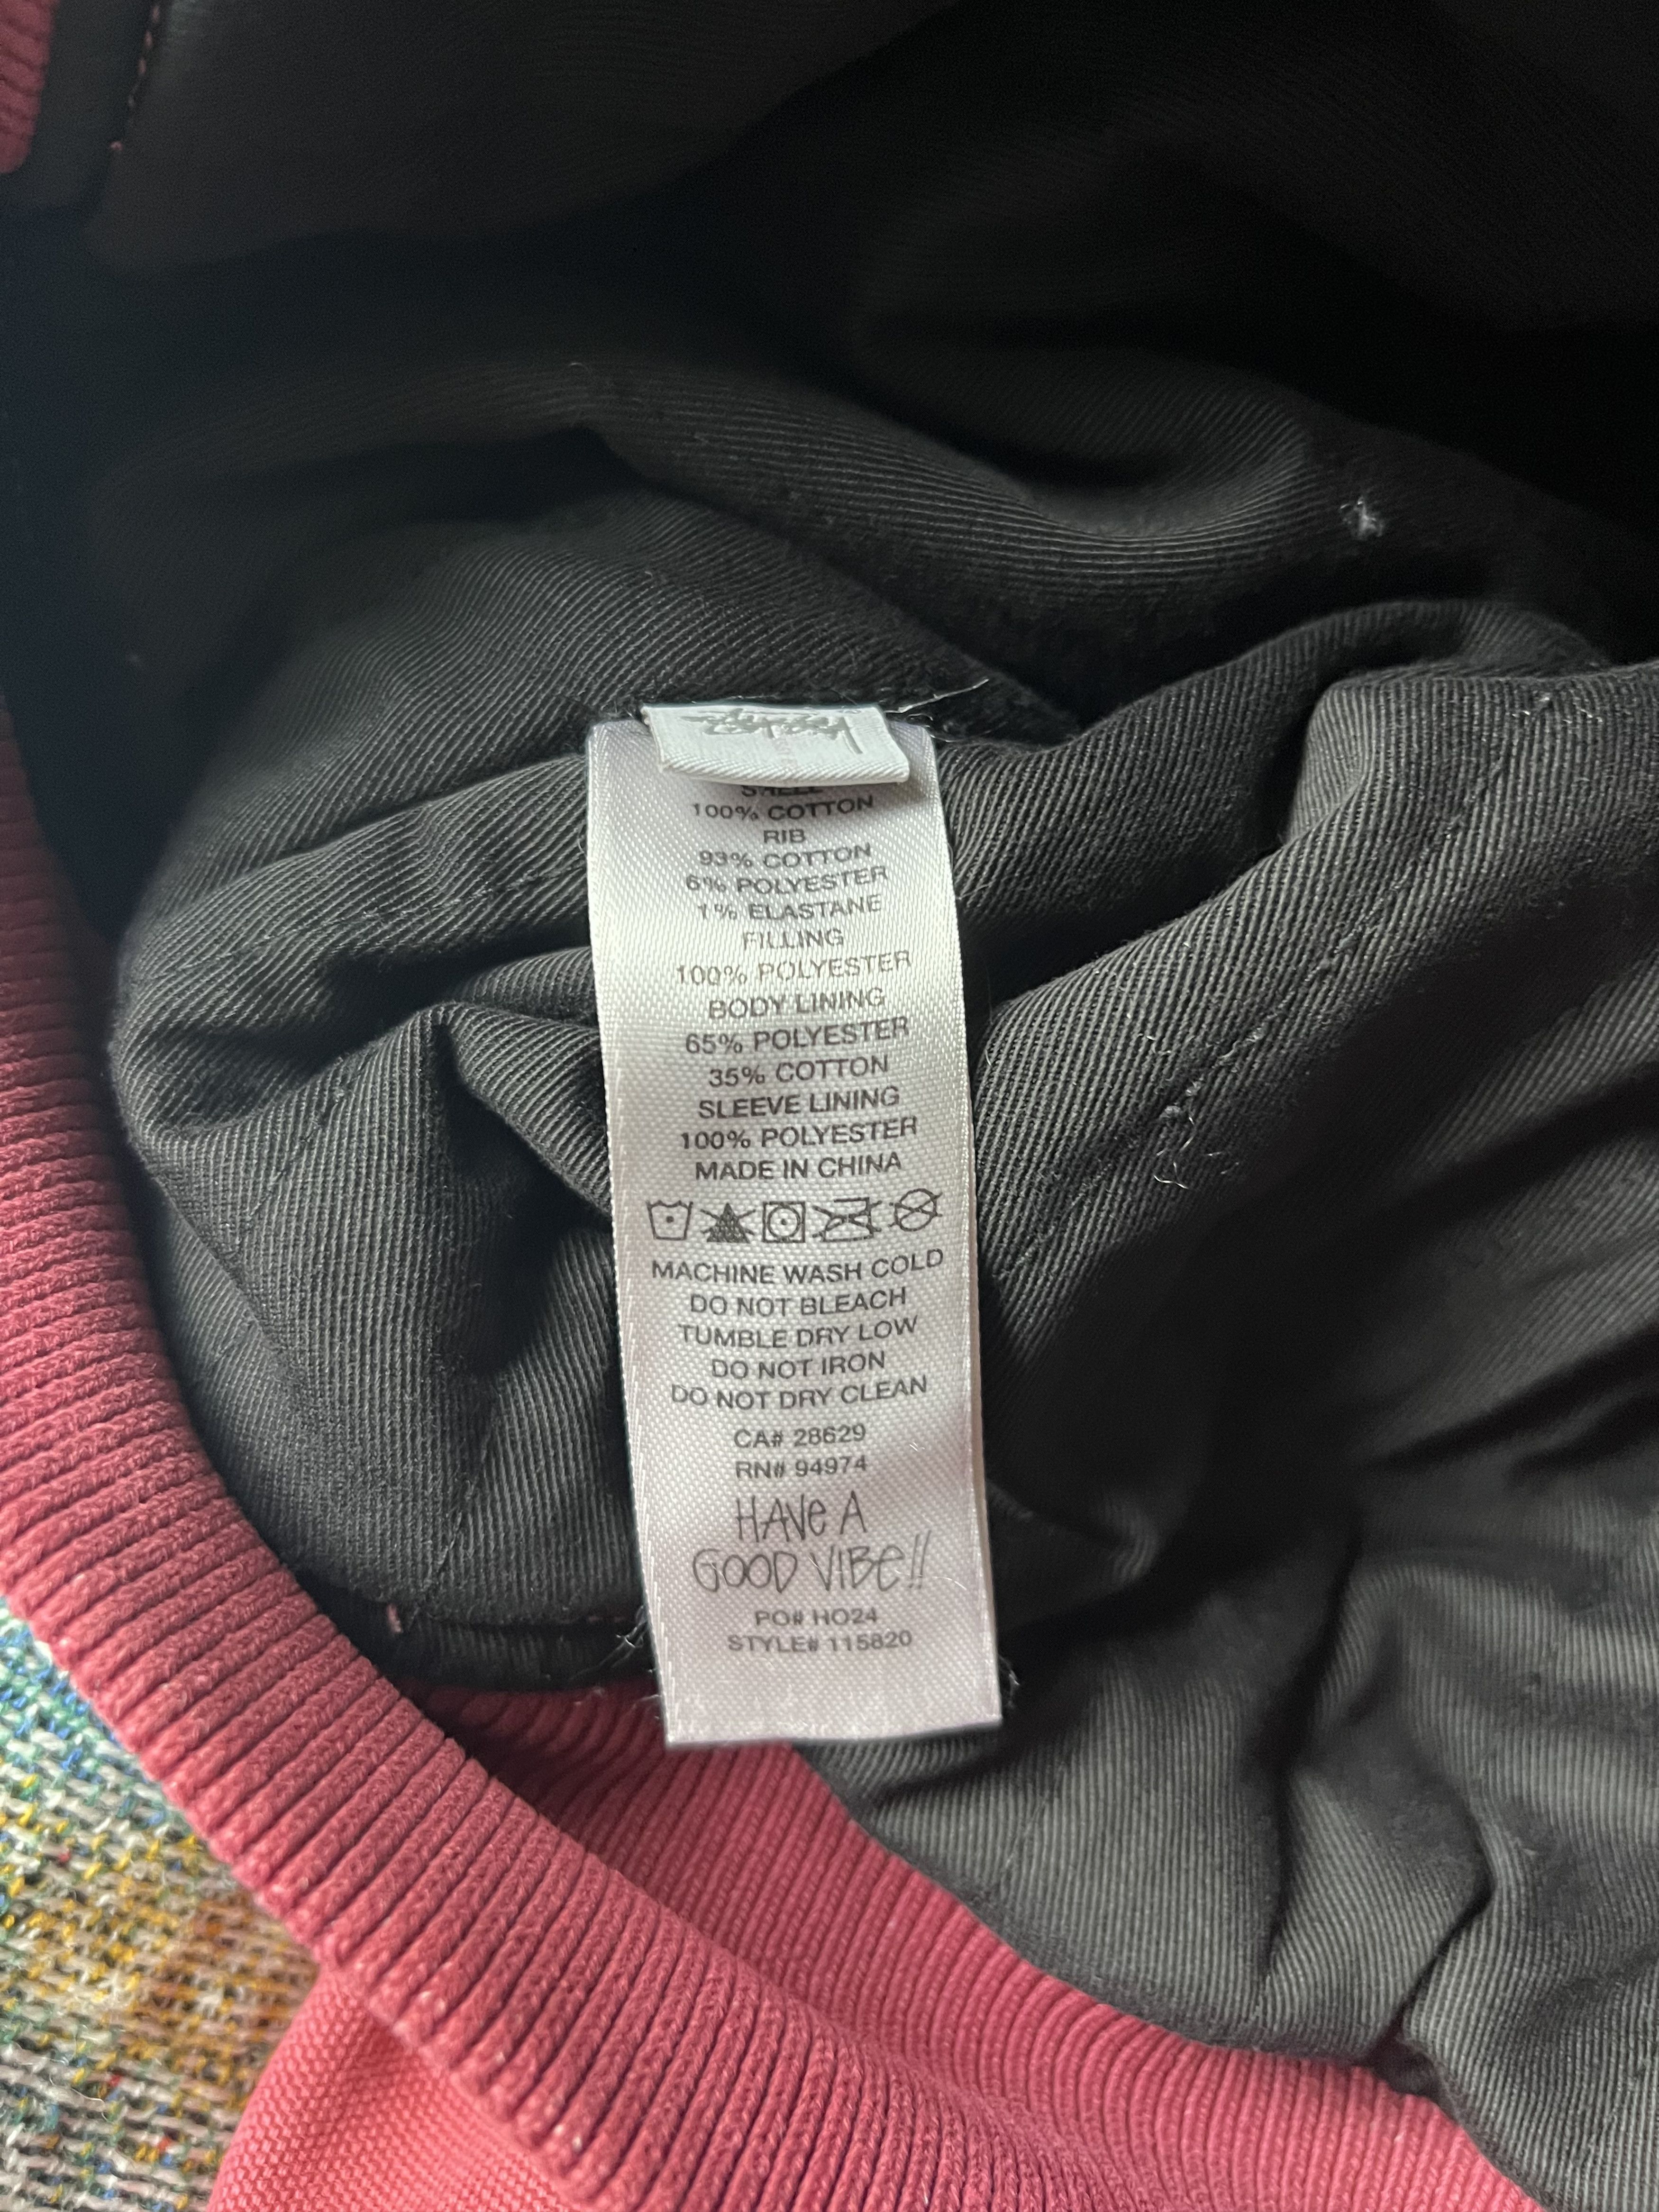 Stüssy
SHELL
100% COTTON
RIB
93% COTTON
6% POLYESTER
1% ELASTANE
FILLING
100% POLYESTER
BODY LINING
65% POLYESTER
35% COTTON
SLEEVE LINING
100% POLYESTER
MADE IN CHINA
MACHINE WASH COLD
DO NOT BLEACH
TUMBLE DRY LOW
DO NOT IRON
DO NOT DRY CLEAN
CA# 28629
RN# 94974
HAVE A
GOOD VIBE!!
PO# HO24
STYLE# 115820